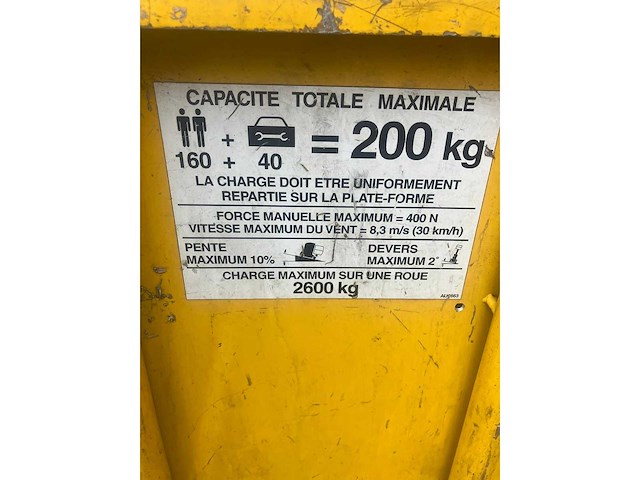 CAPACITE TOTALE MAXIMALE
160 + 40 = 200 kg
LA CHARGE DOIT ETRE UNIFORMEMENT
REPARTIE SUR LA PLATE-FORME
FORCE MANUELLE MAXIMUM = 400 N
VITESSE MAXIMUM DU VENT = 8,3 m/s (30 km/h)
PENTE DEVERS
MAXIMUM 10% MAXIMUM 2°
CHARGE MAXIMUM SUR UNE ROUE
2600 kg